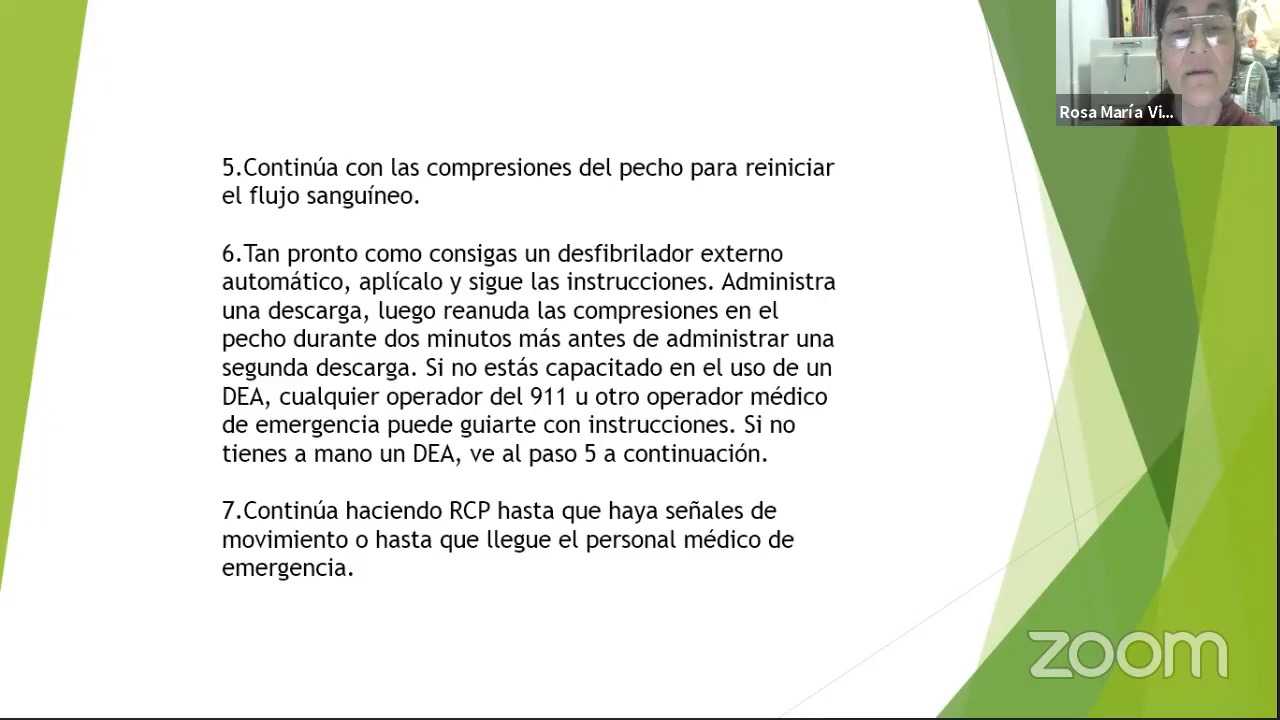 Rosa María Vi...
5.Continúa con las compresiones del pecho para reiniciar
el flujo sanguíneo.
6.Tan pronto como consigas un desfibrilador externo
automático, aplícalo y sigue las instrucciones. Administra
una descarga, luego reanuda las compresiones en el
pecho durante dos minutos más antes de administrar una
segunda descarga. Si no estás capacitado en el uso de un
DEA, cualquier operador del 911 u otro operador médico
de emergencia puede guiarte con instrucciones. Si no
tienes a mano un DEA, ve al paso 5 a continuación.
7.Continúa haciendo RCP hasta que haya señales de
movimiento o hasta que llegue el personal médico de
emergencia.
zoom